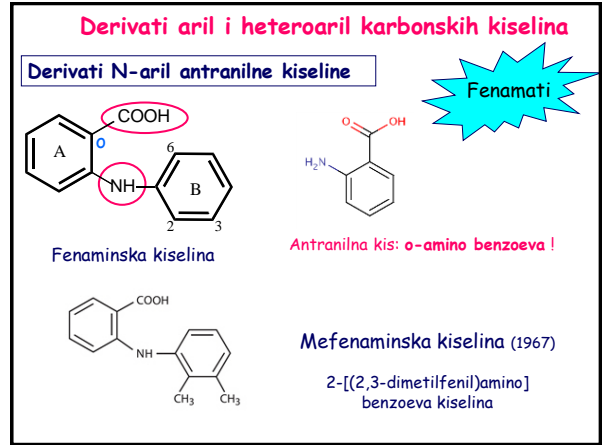 Derivati aril i heteroaril karbonskih kiselina
Derivati N-aril antranilne kiseline
Fenamati
COOH
A
o
NH
6
B
2
3
Fenaminska kiselina
O
OH
H₂N
Antranilna kis: o-amino benzoeva !
COOH
NH
CH₃
CH₃
Mefenaminska kiselina (1967)
2-[(2,3-dimetilfenil)amino]
benzoeva kiselina